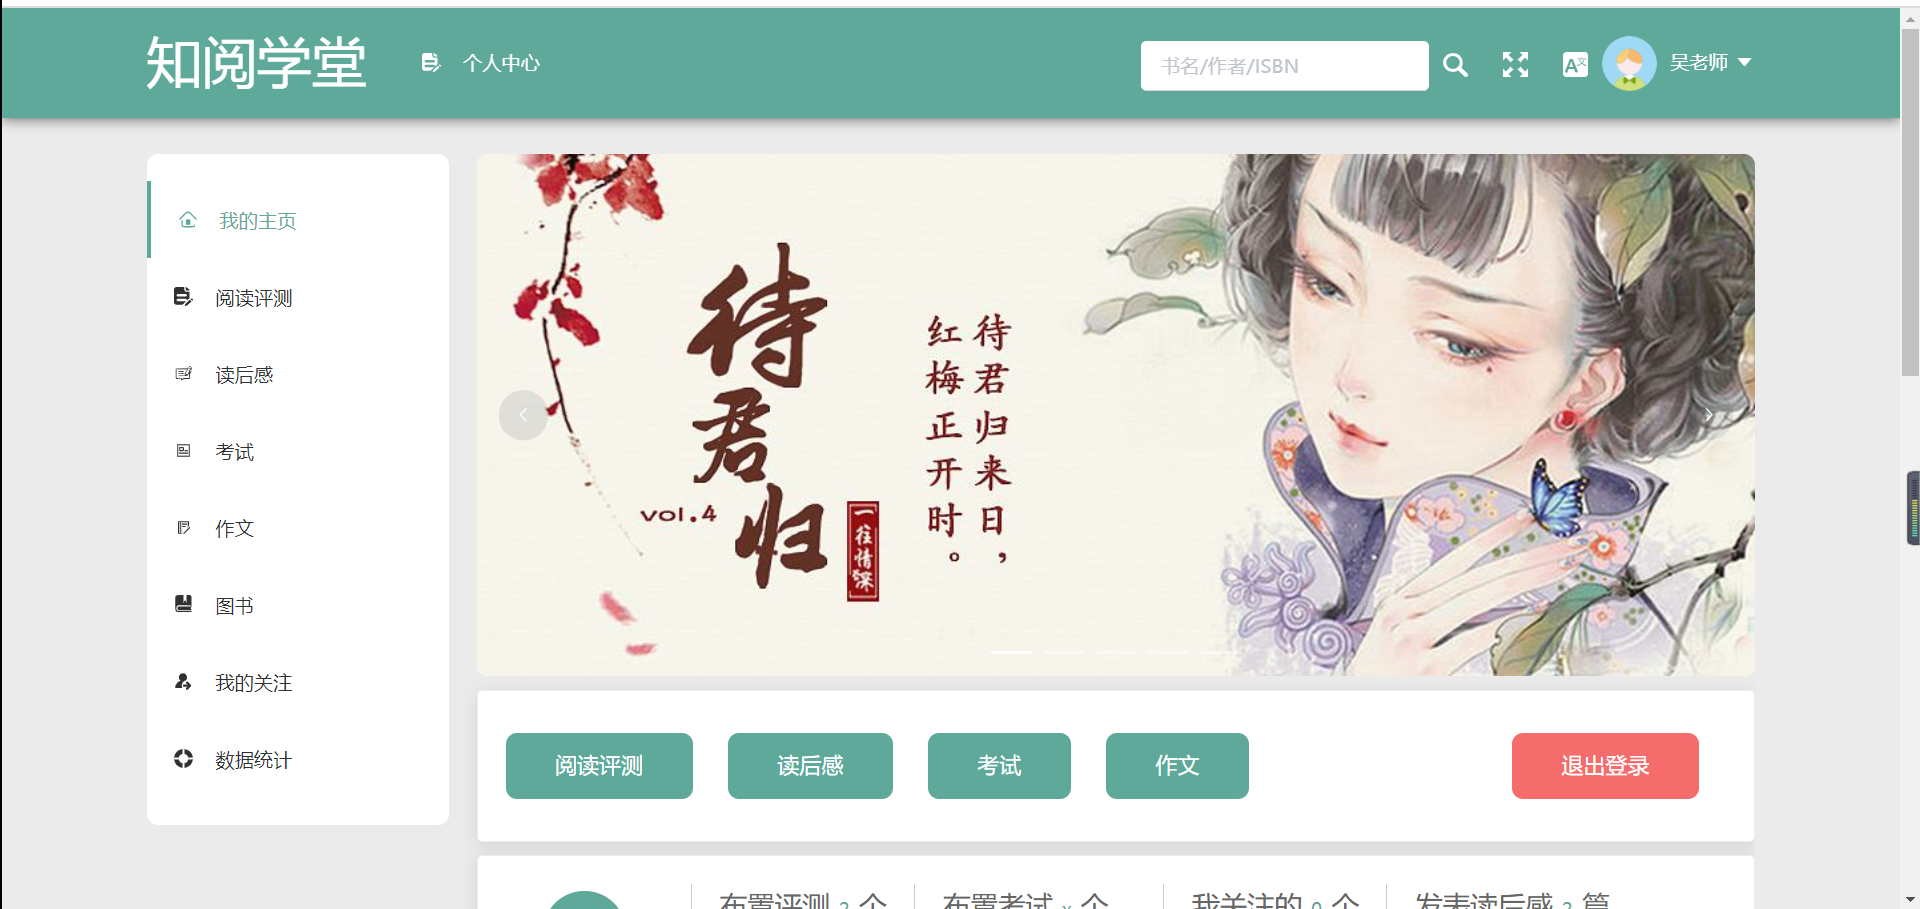 知阅学堂
个人中心
书名/作者/ISBN
吴老师
我的主页
阅读评测
读后感
考试
作文
图书
我的关注
数据统计
待君归
vol.4
一往情深
待君归来日，
红梅正开时。
阅读评测
读后感
考试
作文
退出登录
布置评测 个
布置考试 个
我关注的 0 个
发表读后感 篇